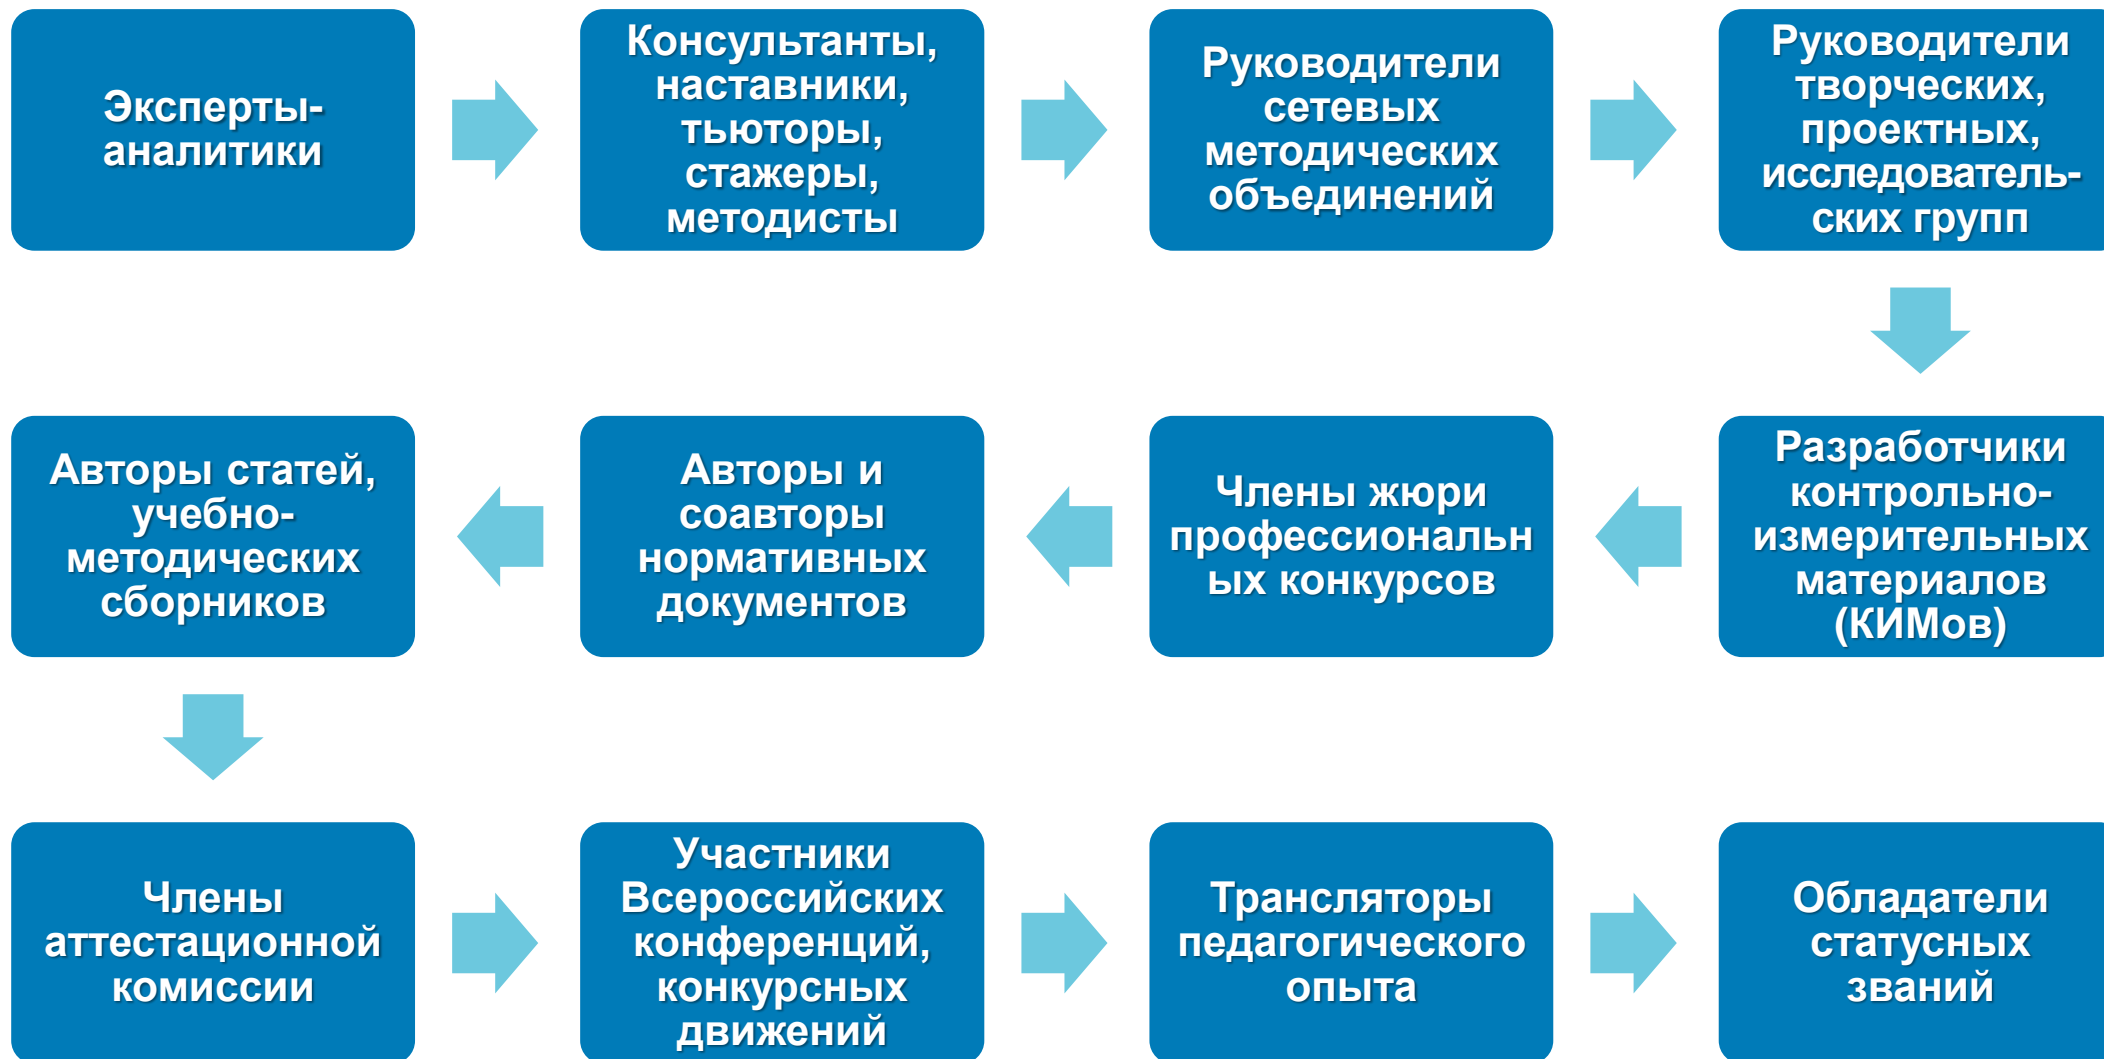 Эксперты-
аналитики
Консультанты,
наставники,
тьюторы,
стажеры,
методисты
Руководители
сетевых
методических
объединений
Руководители
творческих,
проектных,
исследователь-
ских групп
Разработчики
контрольно-
измерительных
материалов
(КИМов)
Члены жюри
профессиональн
ых конкурсов
Авторы и
соавторы
нормативных
документов
Авторы статей,
учебно-
методических
сборников
Члены
аттестационной
комиссии
Участники
Всероссийских
конференций,
конкурсных
движений
Трансляторы
педагогического
опыта
Обладатели
статусных
званий